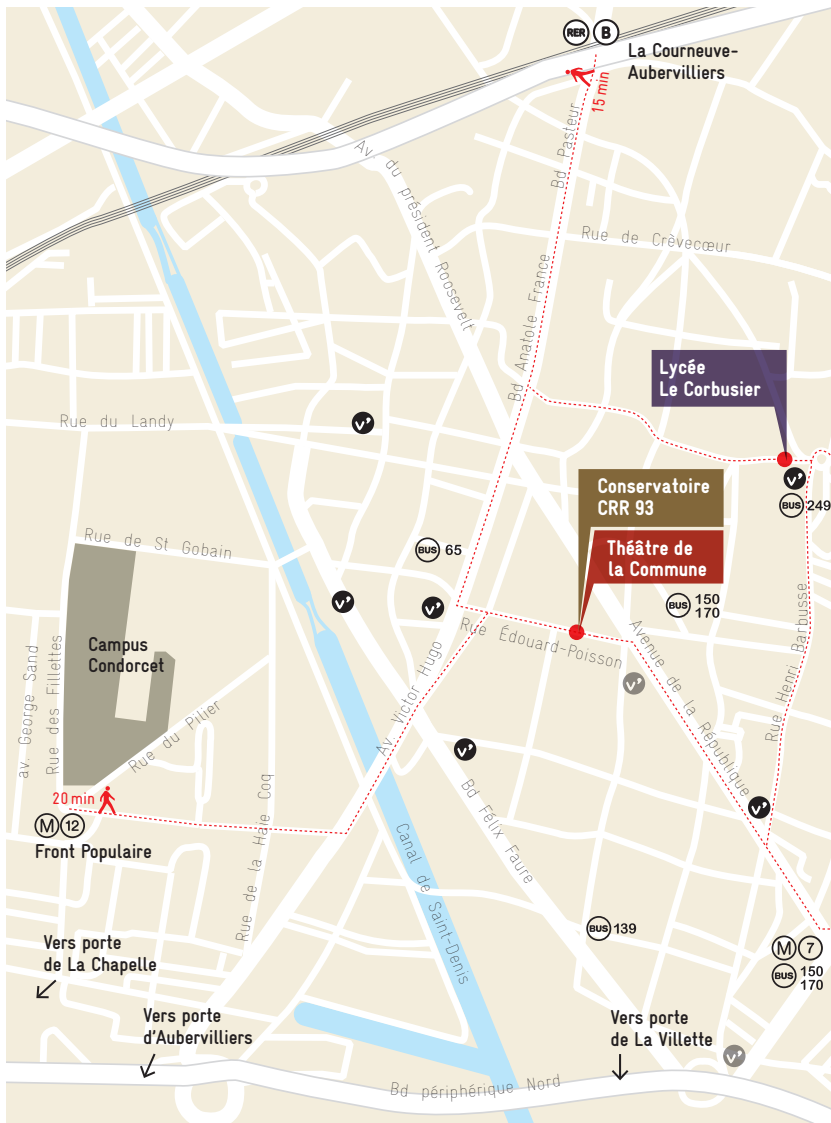 RER B
La Courneuve-
Aubervilliers
15 min
Bd Pasteur
Av. du président Roosevelt
Rue de Crèvecœur
Bd Anatole France
Lycée
Le Corbusier
Rue du Landy
v'
v'
BUS 249
Conservatoire
CRR 93
Rue de St Gobain
BUS 65
Théâtre de
la Commune
BUS 150
170
v'
v'
Rue Édouard-Poisson
Avenue de la République
Rue Henri Barbusse
Campus
Condorcet
av. George Sand
Rue des Fillettes
Rue du Pilier
Av. Victor Hugo
v'
v'
Bd Félix Faure
v'
20 min
M 12
Front Populaire
Rue de la Haie Coq
Canal de Saint-Denis
BUS 139
M 7
BUS 150
170
Vers porte
de La Chapelle
Vers porte
d'Aubervilliers
Vers porte
de La Villette
v'
Bd périphérique Nord